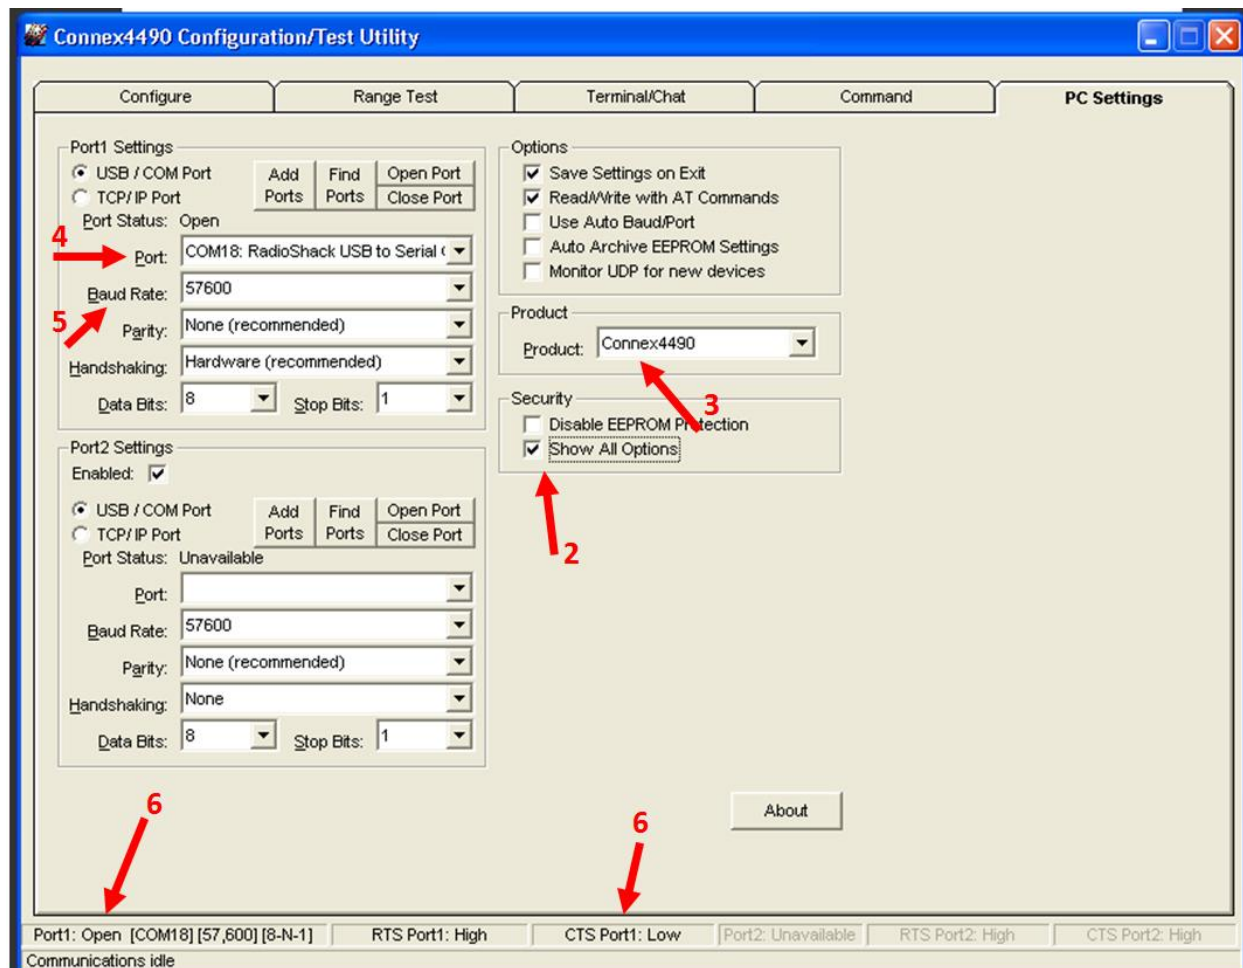 Connex4490 Configuration/Test Utility
Configure Range Test Terminal/Chat Command PC Settings
Port1 Settings
USB / COM Port
TCP/IP Port
Add Ports
Find Ports
Open Port
Close Port
Port Status: Open
4
Port: COM18: RadioShack USB to Serial
Baud Rate: 57600
5
Parity: None (recommended)
Handshaking: Hardware (recommended)
Data Bits: 8 Stop Bits: 1
Port2 Settings
Enabled:
USB / COM Port
TCP/IP Port
Add Ports
Find Ports
Open Port
Close Port
Port Status: Unavailable
Port:
Baud Rate: 57600
Parity: None (recommended)
Handshaking: None
Data Bits: 8 Stop Bits: 1
Options
Save Settings on Exit
Read/Write with AT Commands
Use Auto Baud/Port
Auto Archive EEPROM Settings
Monitor UDP for new devices
Product
Product: Connex4490
3
Security
Disable EEPROM Protection
Show All Options
2
About
6
6
Port1: Open [COM18] [57,600] [8-N-1] RTS Port1: High CTS Port1: Low Port2: Unavailable RTS Port2: High CTS Port2: High
Communications idle